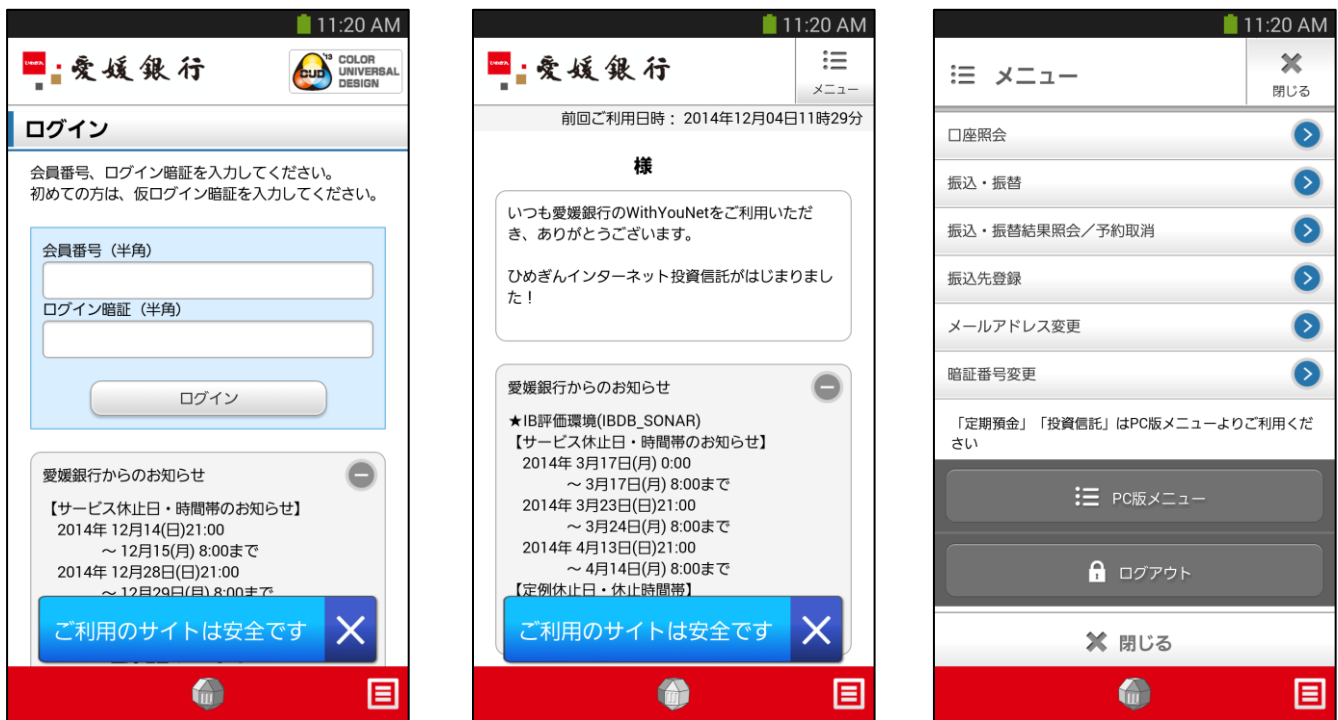 11:20 AM
ひめぎん
愛媛銀行
'13
CUD
COLOR
UNIVERSAL
DESIGN
ログイン
会員番号、ログイン暗証を入力してください。
初めての方は、仮ログイン暗証を入力してください。
会員番号（半角）
ログイン暗証（半角）
ログイン
愛媛銀行からのお知らせ
【サービス休止日・時間帯のお知らせ】
2014年 12月14(日)21:00
～ 12月15(月) 8:00まで
2014年 12月28日(日)21:00
～ 12月29日(月) 8:00まで
ご利用のサイトは安全です
11:20 AM
ひめぎん
愛媛銀行
メニュー
前回ご利用日時： 2014年12月04日11時29分
様
いつも愛媛銀行のWithYouNetをご利用いただ
き、ありがとうございます。
ひめぎんインターネット投資信託がはじまりまし
た！
愛媛銀行からのお知らせ
★IB評価環境(IBDB_SONAR)
【サービス休止日・時間帯のお知らせ】
2014年 3月17日(月) 0:00
～ 3月17日(月) 8:00まで
2014年 3月23日(日)21:00
～ 3月24日(月) 8:00まで
2014年 4月13日(日)21:00
～ 4月14日(月) 8:00まで
【定例休止日・休止時間帯】
ご利用のサイトは安全です
11:20 AM
メニュー
閉じる
口座照会
振込・振替
振込・振替結果照会／予約取消
振込先登録
メールアドレス変更
暗証番号変更
「定期預金」「投資信託」はPC版メニューよりご利用くだ
さい
PC版メニュー
ログアウト
閉じる